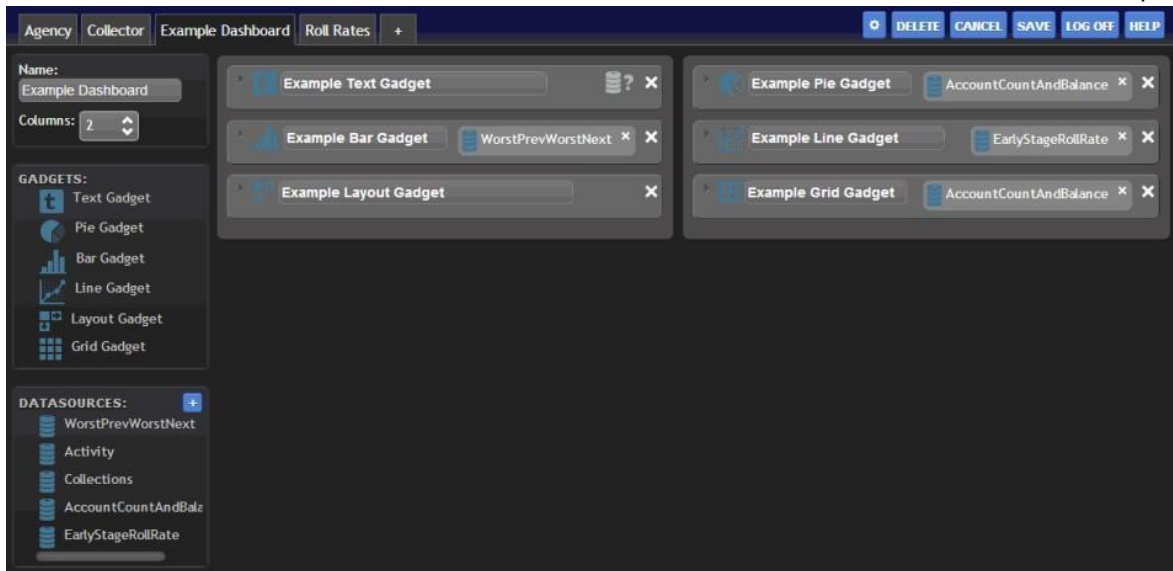 Agency Collector Example Dashboard Roll Rates +
DELETE CANCEL SAVE LOG OFF HELP
Name:
Example Dashboard
Columns: 2
GADGETS:
t Text Gadget
Pie Gadget
Bar Gadget
Line Gadget
Layout Gadget
Grid Gadget
DATASOURCES: +
WorstPrevWorstNext
Activity
Collections
AccountCountAndBala
EarlyStageRollRate
Example Text Gadget ? ×
Example Bar Gadget WorstPrevWorstNext × ×
Example Layout Gadget ×
Example Pie Gadget AccountCountAndBalance × ×
Example Line Gadget EarlyStageRollRate × ×
Example Grid Gadget AccountCountAndBalance × ×